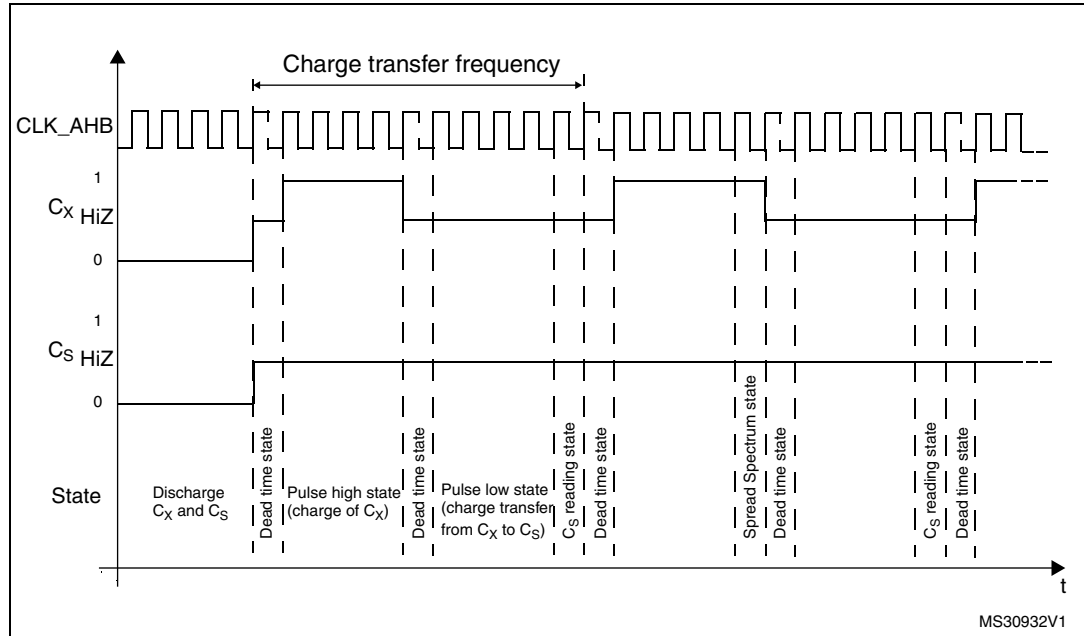 Charge transfer frequency
CLK_AHB
1
CX HiZ
0
1
CS HiZ
0
State
Discharge
CX and CS
Dead time state
Pulse high state
(charge of CX)
Dead time state
Pulse low state
(charge transfer
from CX to CS)
CS reading state
Dead time state
Spread Spectrum state
Dead time state
CS reading state
Dead time state
t
MS30932V1